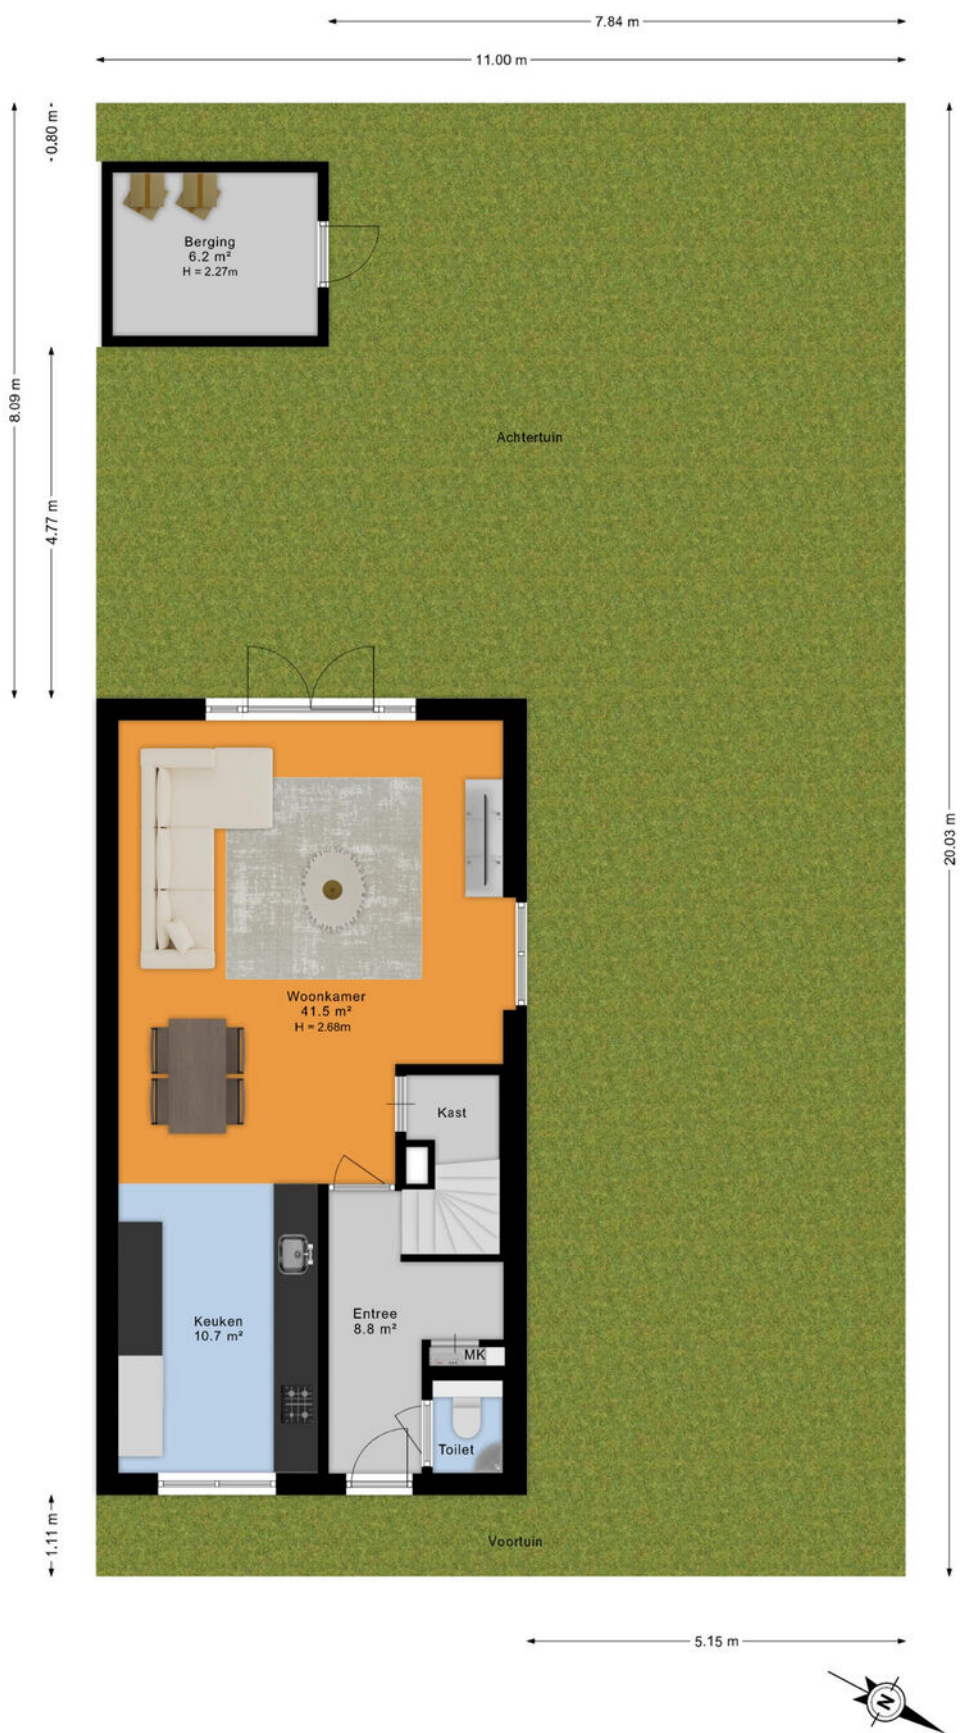 7.84 m
11.00 m
0.80 m
8.09 m
Berging
6.2 m²
H = 2.27m
4.77 m
Achtertuin
20.03 m
Woonkamer
41.5 m²
H = 2.68m
Kast
Keuken
10.7 m²
Entree
8.8 m²
MK
Toilet
1.11 m
Voortuin
5.15 m
N